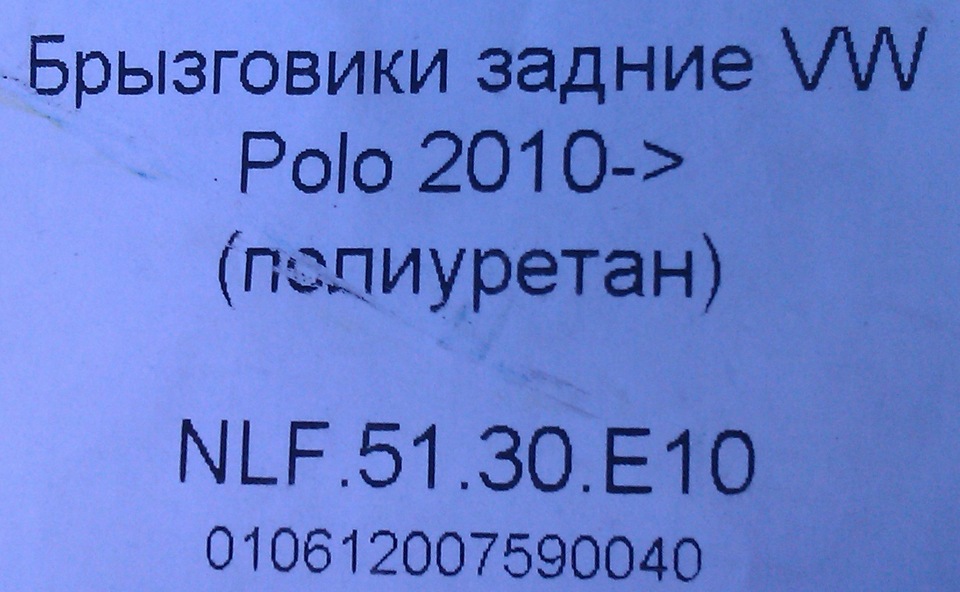 Брызговики задние VW
Polo 2010->
(полиуретан)
NLF.51.30.E10
010612007590040